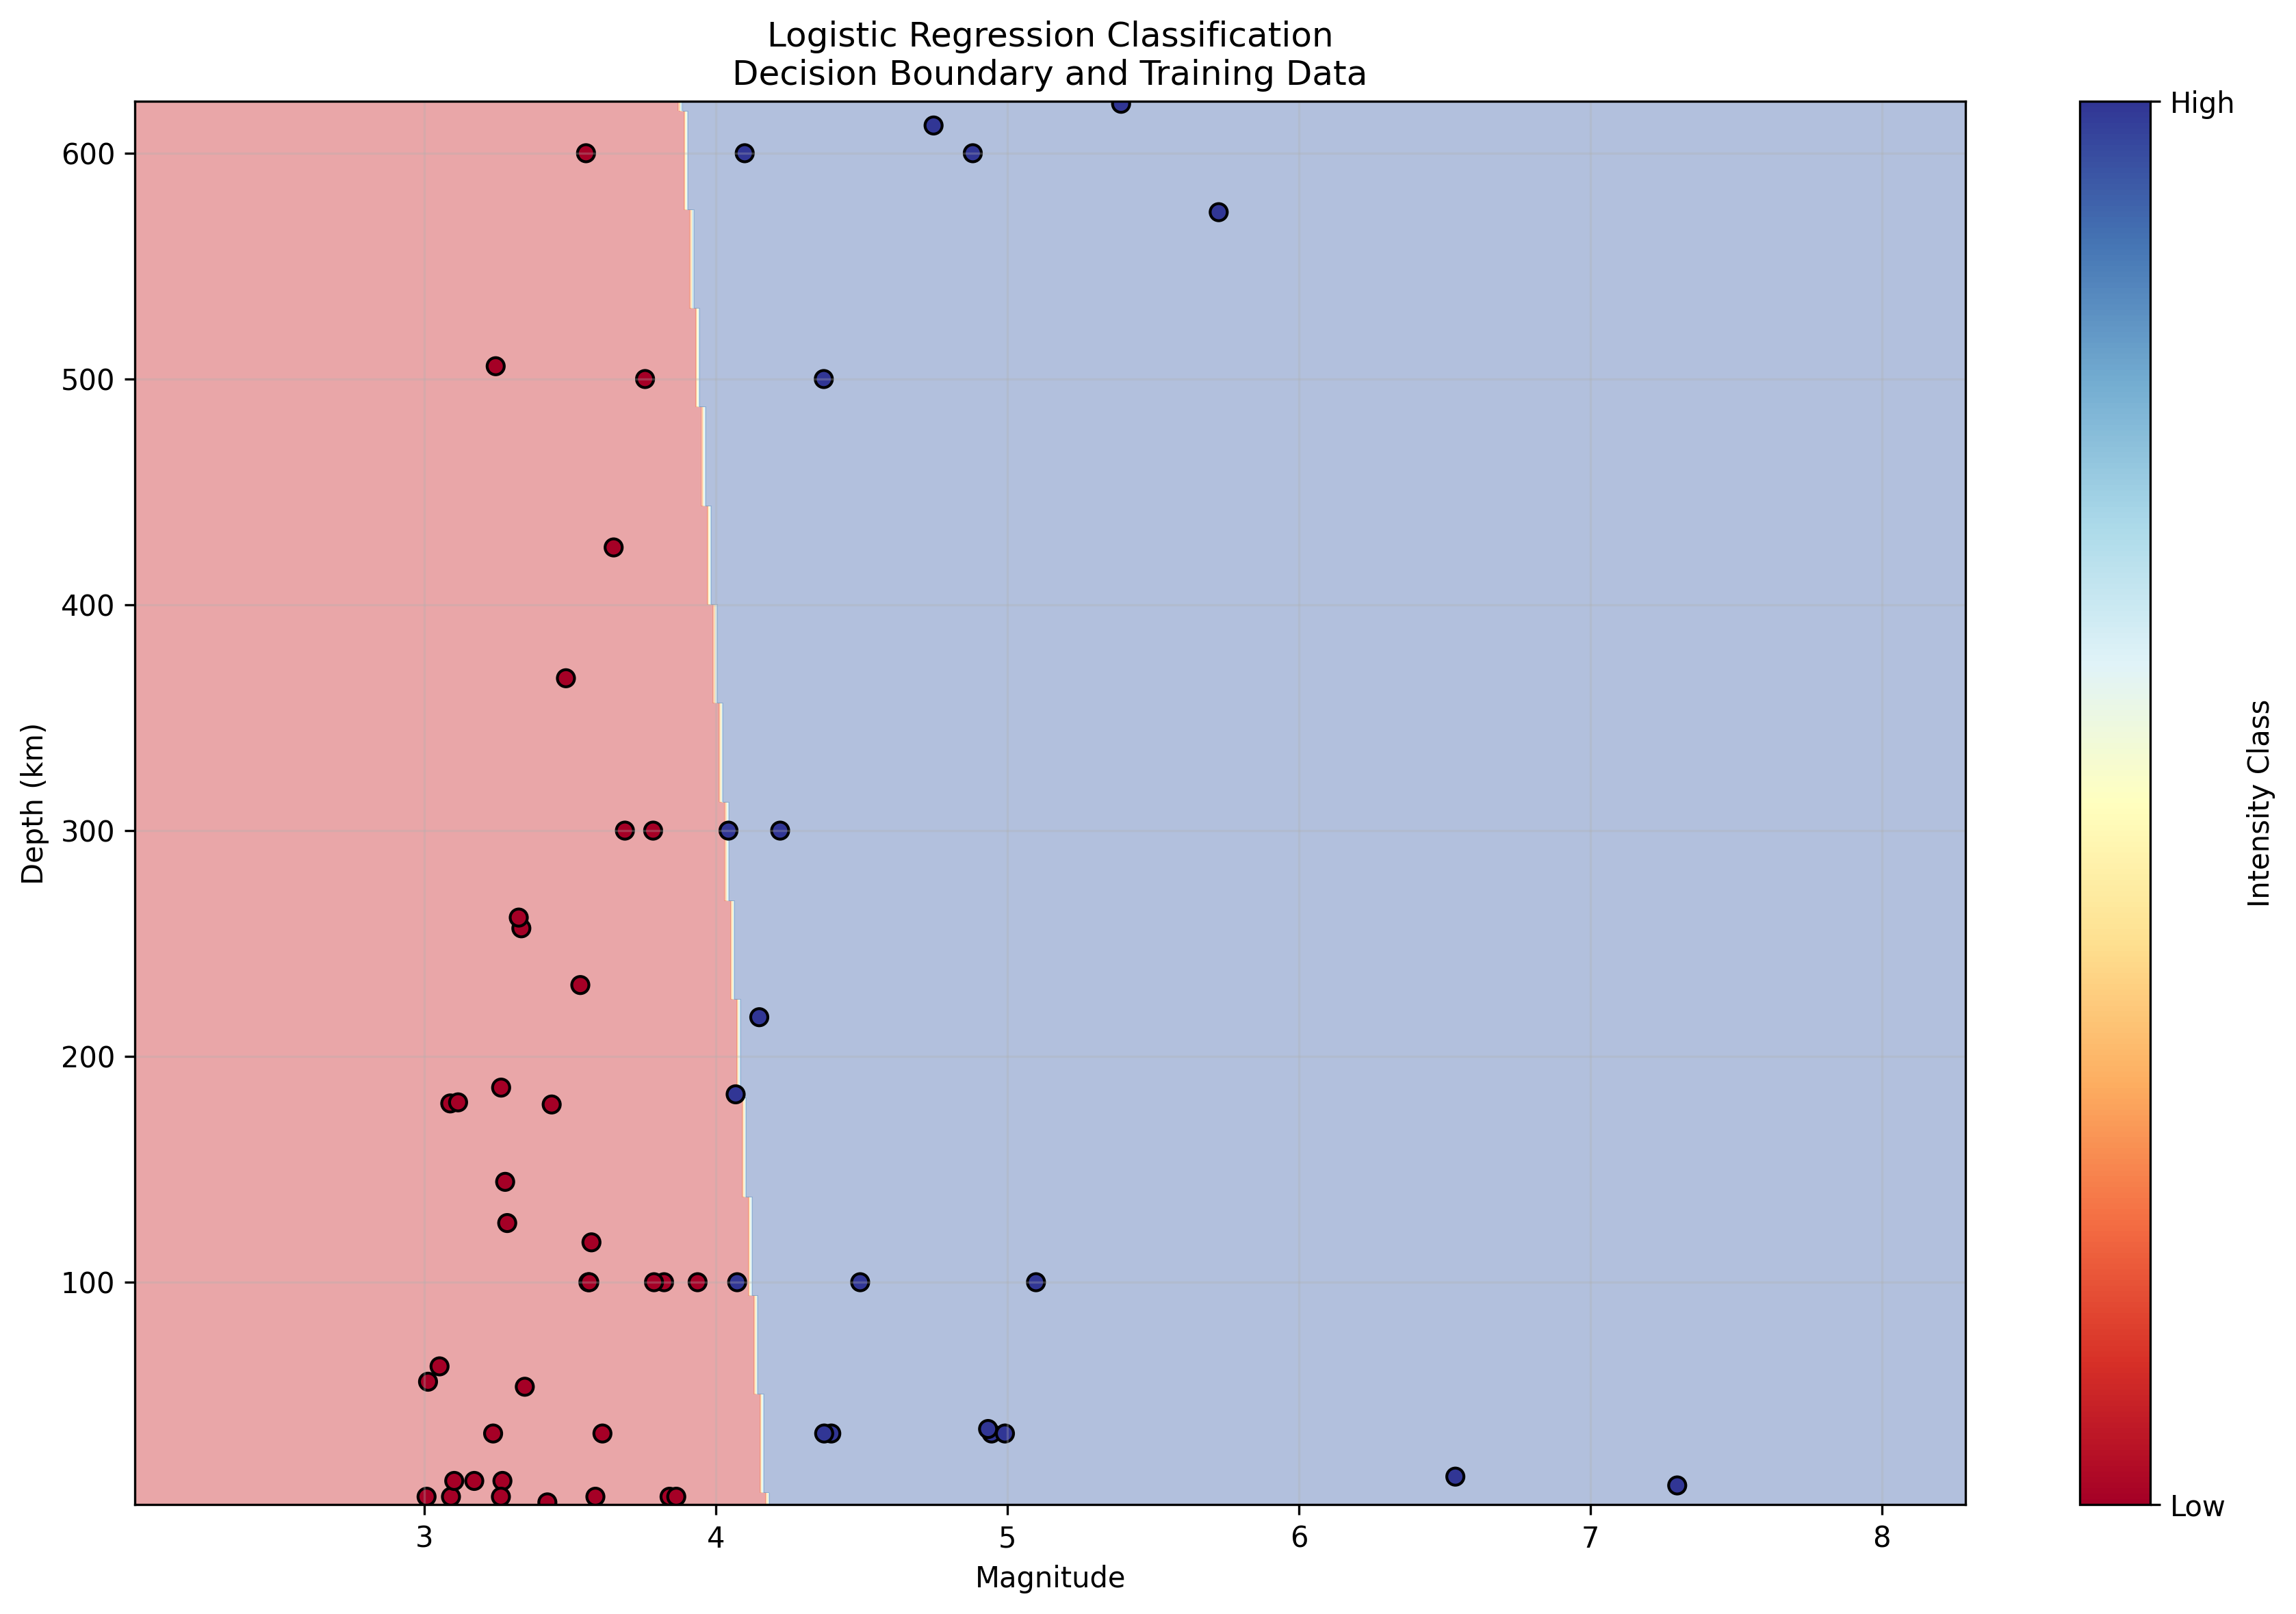 Logistic Regression Classification
Decision Boundary and Training Data
High
600
500
400
300
200
100
Depth (km)
Intensity Class
Low
3 4 5 6 7 8
Magnitude